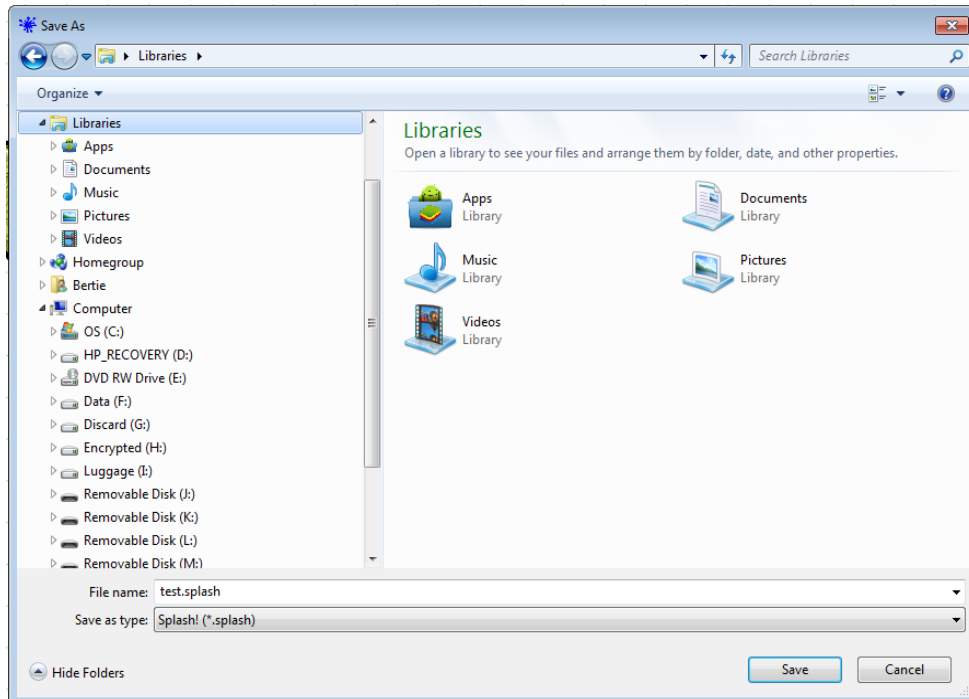 Save As
Libraries
Search Libraries
Organize
Libraries
Apps
Documents
Music
Pictures
Videos
Homegroup
Bertie
Computer
OS (C:)
HP_RECOVERY (D:)
DVD RW Drive (E:)
Data (F:)
Discard (G:)
Encrypted (H:)
Luggage (I:)
Removable Disk (J:)
Removable Disk (K:)
Removable Disk (L:)
Removable Disk (M:)
Libraries
Open a library to see your files and arrange them by folder, date, and other properties.
Apps
Library
Documents
Library
Music
Library
Pictures
Library
Videos
Library
File name: test.splash
Save as type: Splash! (*.splash)
Hide Folders
Save
Cancel